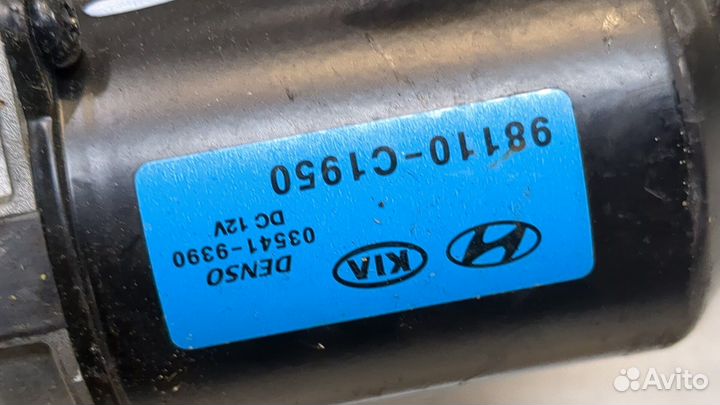 KIA
DENSO
03541-9390
DC 12V
98110-C1950
Avito